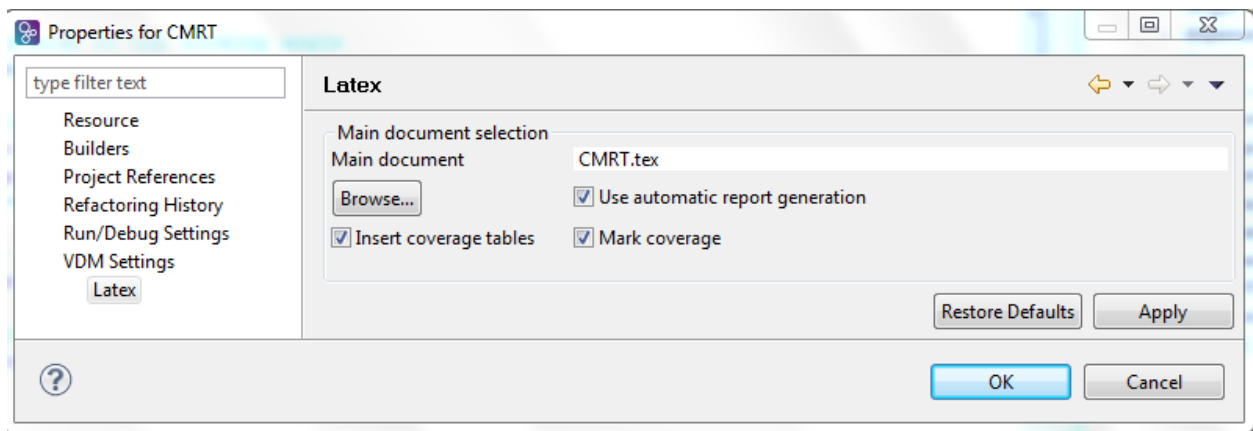 Properties for CMRT
type filter text
Resource
Builders
Project References
Refactoring History
Run/Debug Settings
VDM Settings
Latex
Latex
Main document selection
Main document CMRT.tex
Browse... Use automatic report generation
Insert coverage tables Mark coverage
Restore Defaults Apply
? OK Cancel